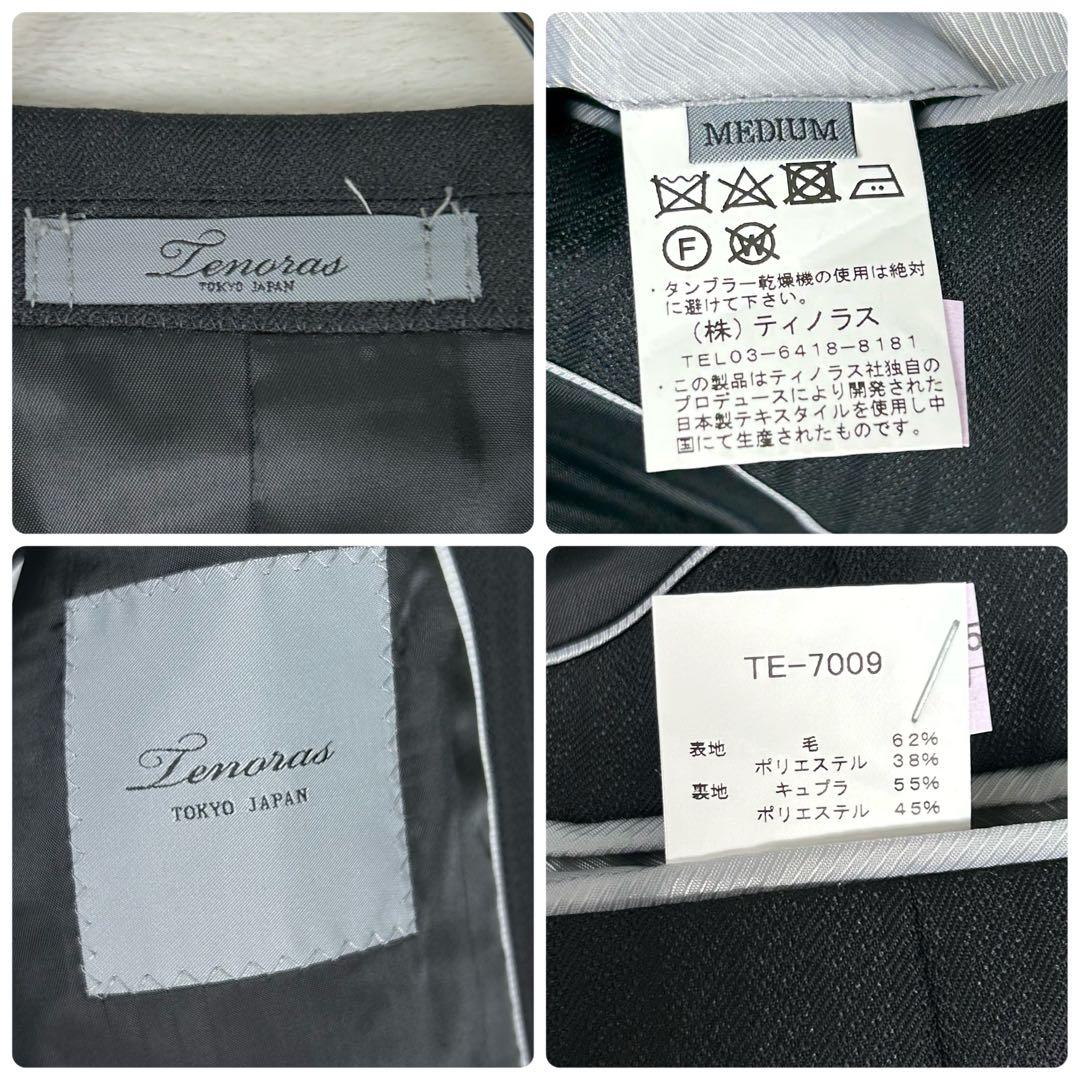 Tenoras
TOKYO JAPAN
MEDIUM
F W
・タンブラー乾燥機の使用は絶対
に避けて下さい。
(株)ティノラス
TEL03-6418-8181
・この製品はティノラス社独自の
プロデュースにより開発された
日本製テキスタイルを使用し中
国にて生産されたものです。
Tenoras
TOKYO JAPAN
TE-7009
表地 毛 62%
ポリエステル 38%
裏地 キュプラ 55%
ポリエステル 45%
5